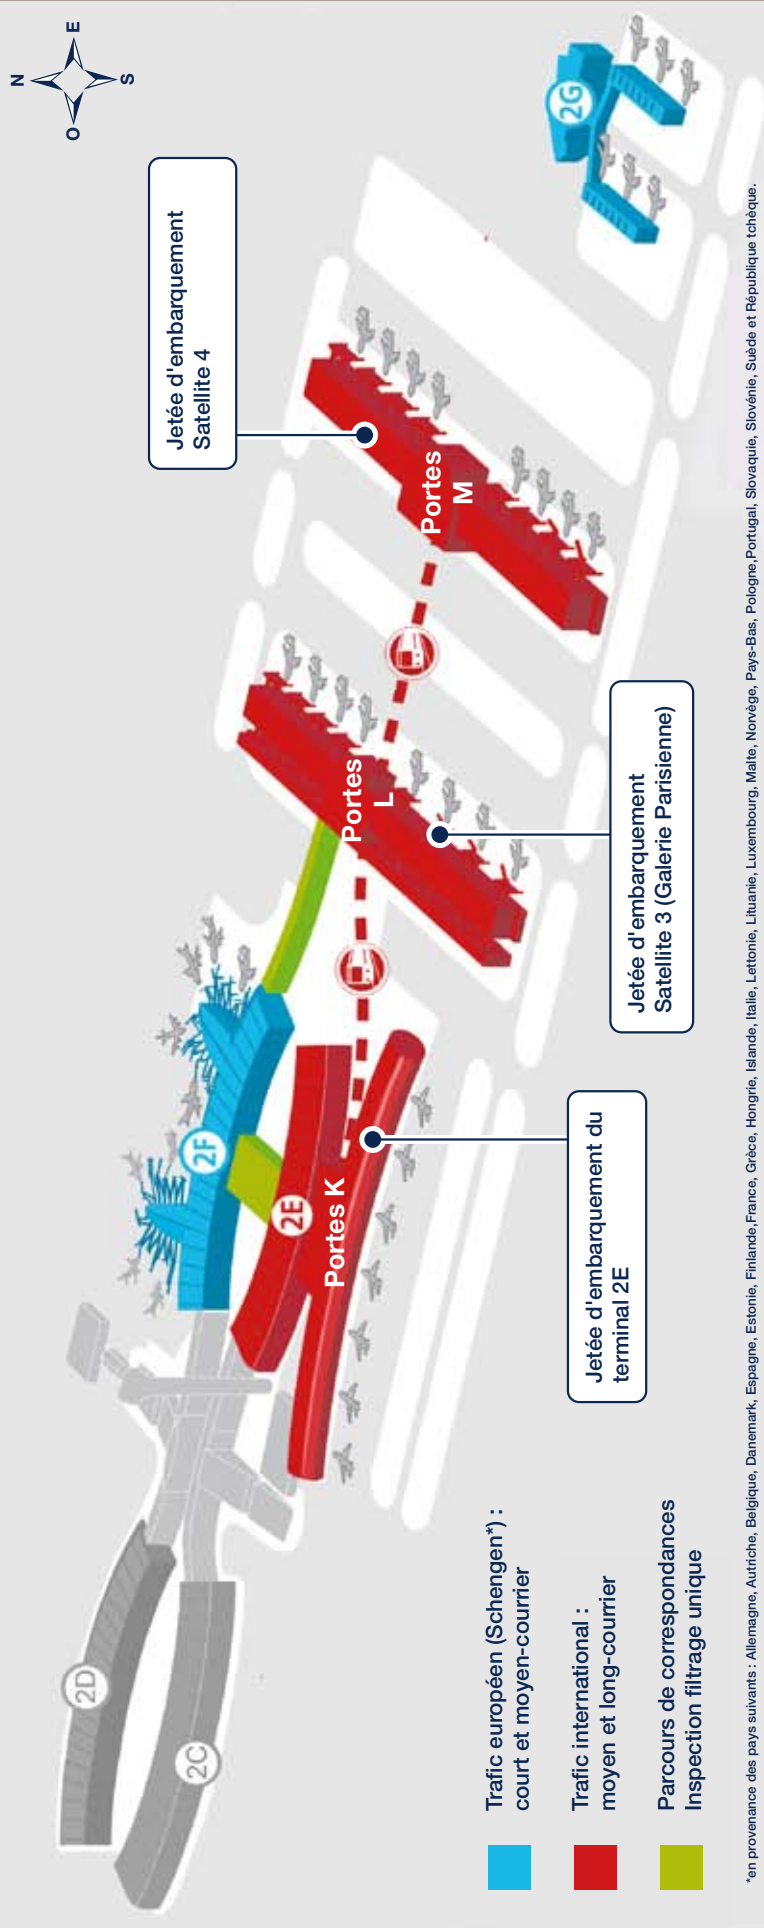 N
E
S
O
Jetée d'embarquement
Satellite 4
2G
Portes
M
Portes
L
2F
2E
Portes K
2D
2C
Jetée d'embarquement du
terminal 2E
Jetée d'embarquement
Satellite 3 (Galerie Parisienne)
Trafic européen (Schengen*) :
court et moyen-courrier
Trafic international :
moyen et long-courrier
Parcours de correspondances
Inspection filtrage unique
*en provenance des pays suivants : Allemagne, Autriche, Belgique, Danemark, Espagne, Estonie, Finlande,France, Grèce, Hongrie, Islande, Italie, Lettonie, Lituanie, Luxembourg, Malte, Norvège, Pays-Bas, Pologne,Portugal, Slovaquie, Slovénie, Suède et République tchèque.